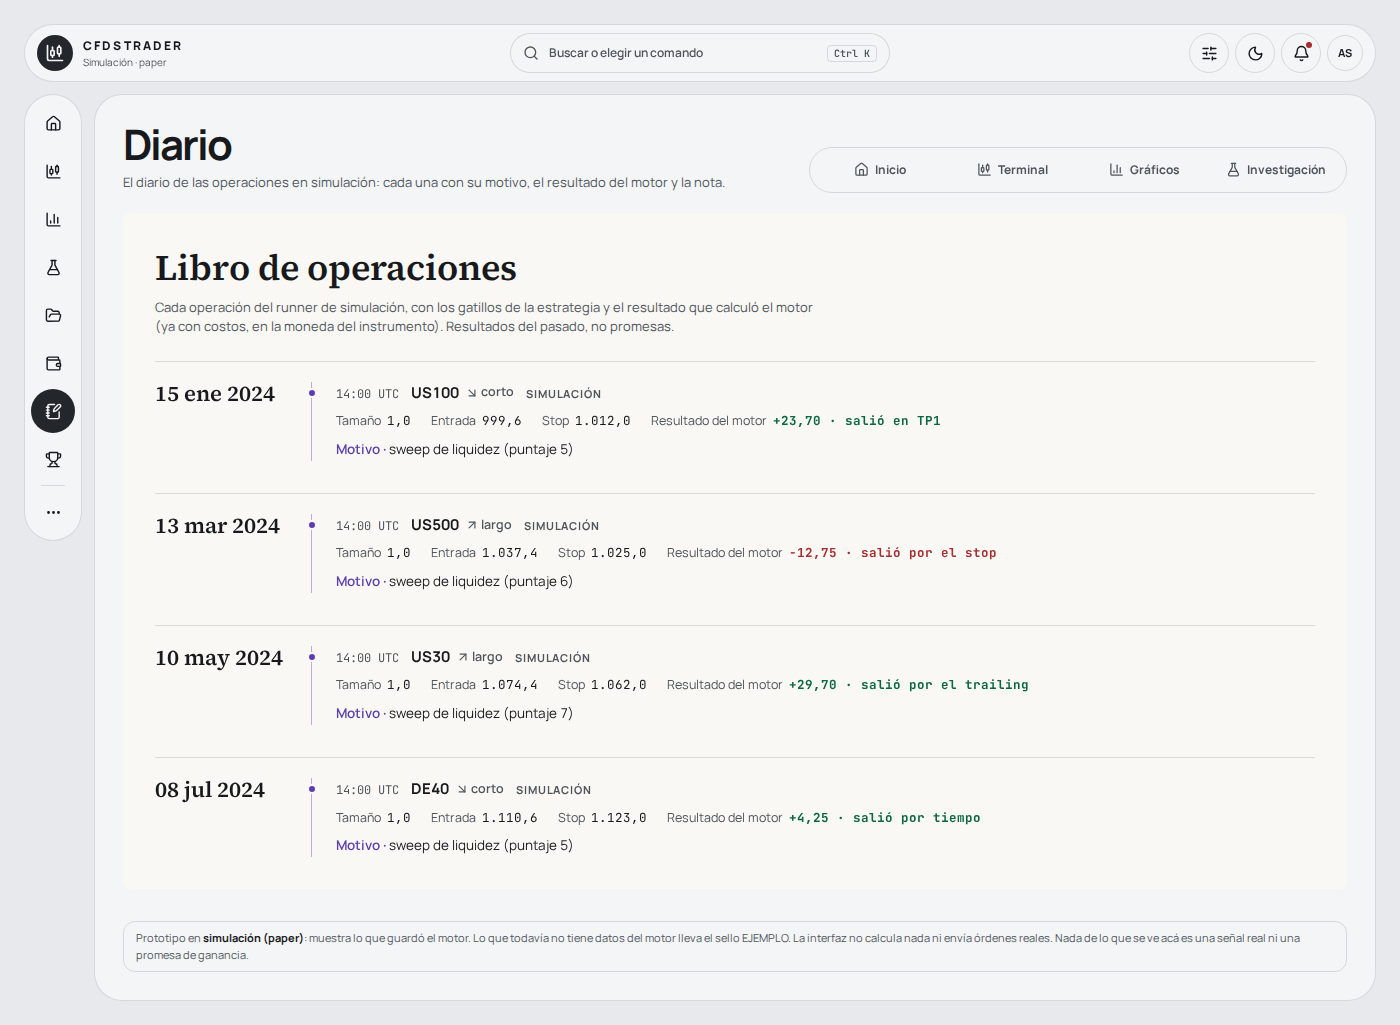 CFDSTRADER
Simulación · paper
Buscar o elegir un comando
Ctrl K
AS
Diario
El diario de las operaciones en simulación: cada una con su motivo, el resultado del motor y la nota.
Inicio
Terminal
Gráficos
Investigación
Libro de operaciones
Cada operación del runner de simulación, con los gatillos de la estrategia y el resultado que calculó el motor
(ya con costos, en la moneda del instrumento). Resultados del pasado, no promesas.
15 ene 2024
14:00 UTC US100 ↘ corto SIMULACIÓN
Tamaño 1,0 Entrada 999,6 Stop 1.012,0 Resultado del motor +23,70 · salió en TP1
Motivo · sweep de liquidez (puntaje 5)
13 mar 2024
14:00 UTC US500 ↗ largo SIMULACIÓN
Tamaño 1,0 Entrada 1.037,4 Stop 1.025,0 Resultado del motor -12,75 · salió por el stop
Motivo · sweep de liquidez (puntaje 6)
10 may 2024
14:00 UTC US30 ↗ largo SIMULACIÓN
Tamaño 1,0 Entrada 1.074,4 Stop 1.062,0 Resultado del motor +29,70 · salió por el trailing
Motivo · sweep de liquidez (puntaje 7)
08 jul 2024
14:00 UTC DE40 ↘ corto SIMULACIÓN
Tamaño 1,0 Entrada 1.110,6 Stop 1.123,0 Resultado del motor +4,25 · salió por tiempo
Motivo · sweep de liquidez (puntaje 5)
Prototipo en simulación (paper): muestra lo que guardó el motor. Lo que todavía no tiene datos del motor lleva el sello EJEMPLO. La interfaz no calcula nada ni envía órdenes reales. Nada de lo que se ve acá es una señal real ni una
promesa de ganancia.